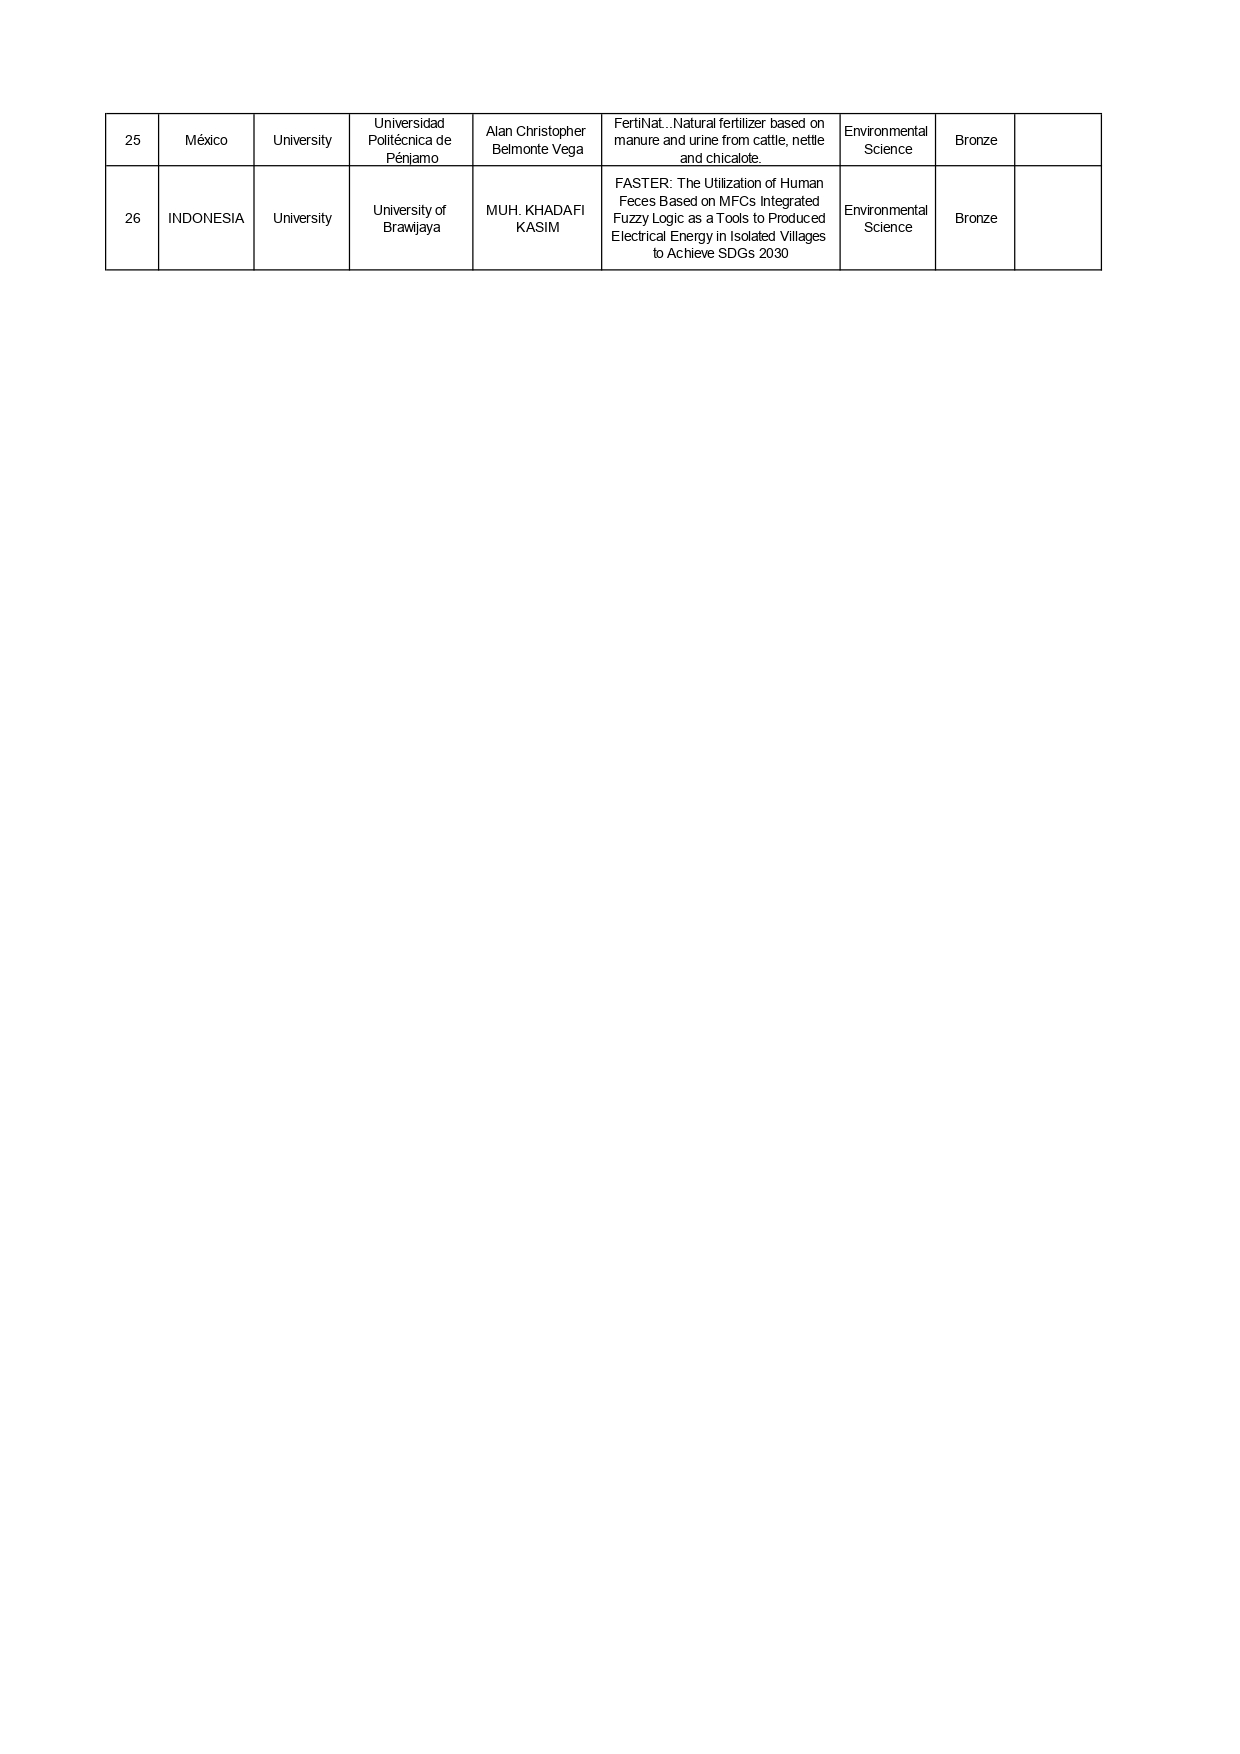 25
México
University
Universidad
Politécnica de
Pénjamo
Alan Christopher
Belmonte Vega
FertiNat...Natural fertilizer based on
manure and urine from cattle, nettle
and chicalote.
Environmental
Science
Bronze
26
INDONESIA
University
University of
Brawijaya
MUH. KHADAFI
KASIM
FASTER: The Utilization of Human
Feces Based on MFCs Integrated
Fuzzy Logic as a Tools to Produced
Electrical Energy in Isolated Villages
to Achieve SDGs 2030
Environmental
Science
Bronze